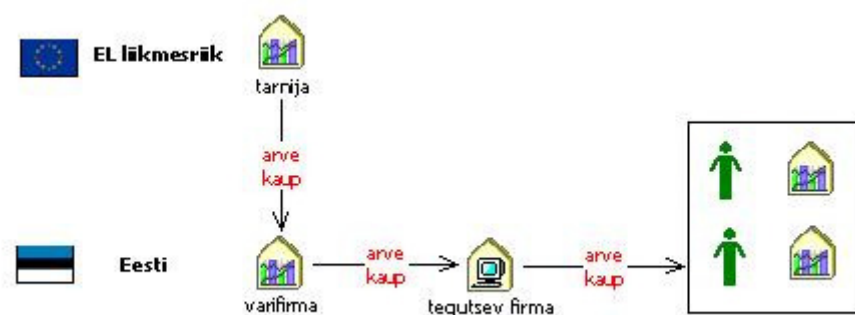 EL liikmesriik
tarnija
arve
kaup
Eesti
arve
kaup
arve
kaup
varifirma
tegutsev firma